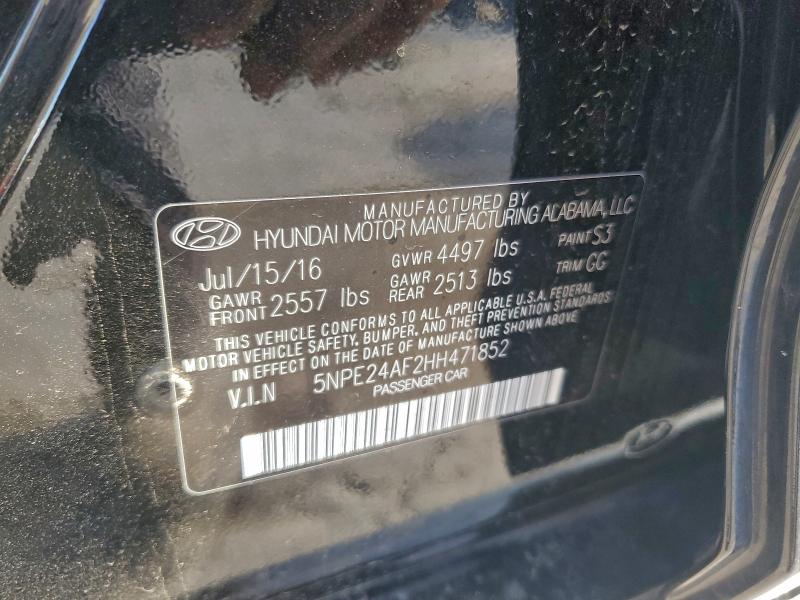 MANUFACTURED BY
HYUNDAI MOTOR MANUFACTURING ALABAMA, LLC
Jul/15/16 GVWR 4497 lbs PAINT S3
GAWR FRONT 2557 lbs GAWR REAR 2513 lbs TRIM GG
THIS VEHICLE CONFORMS TO ALL APPLICABLE U.S.A. FEDERAL
MOTOR VEHICLE SAFETY, BUMPER, AND THEFT PREVENTION STANDARDS
IN EFFECT ON THE DATE OF MANUFACTURE SHOWN ABOVE
V.I.N 5NPE24AF2HH471852
PASSENGER CAR